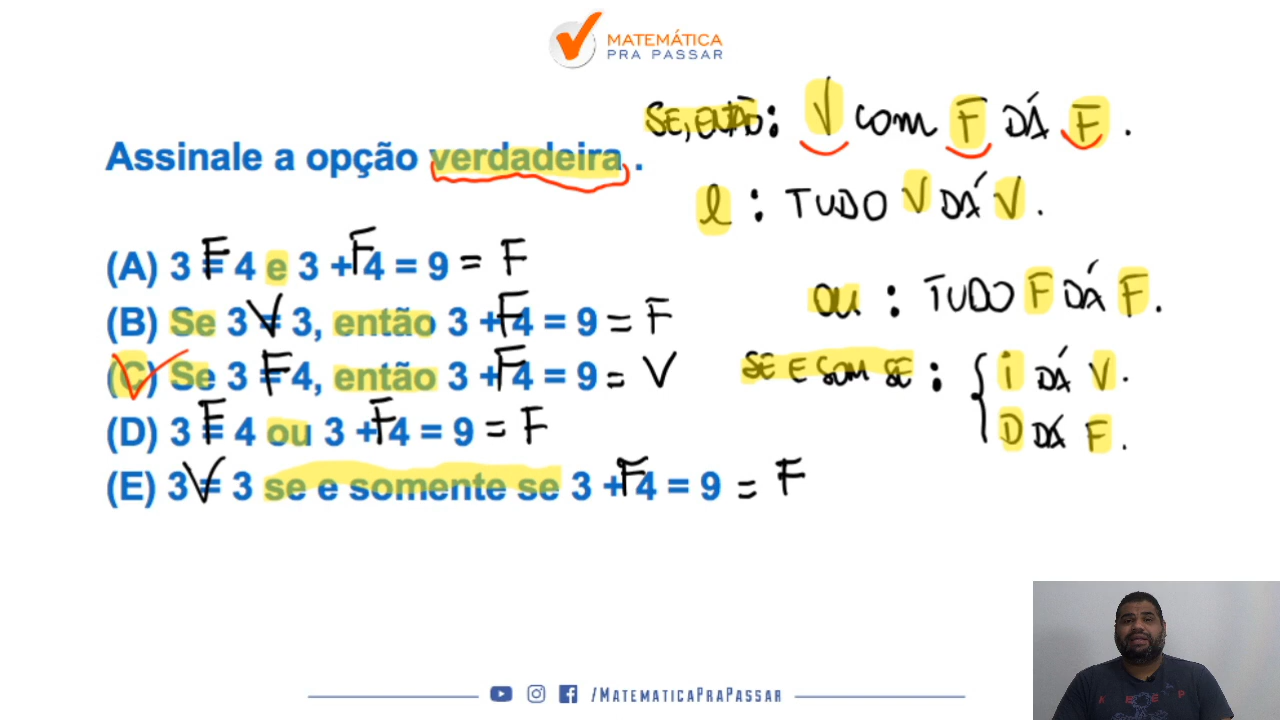 MATEMÁTICA
PRA PASSAR
SE, ENTÃO: V com F DÁ F.
Assinale a opção verdadeira.
e : TUDO V DÁ V.
(A) 3 = 4 e 3 + 4 = 9 = F
F F
OU : TUDO F DÁ F.
(B) Se 3 = 3, então 3 + 4 = 9 = F
V F
SE E SOM SE : { i DÁ V.
D DÁ F.
(C) Se 3 = 4, então 3 + 4 = 9 = V
F F
(D) 3 = 4 ou 3 + 4 = 9 = F
F F
(E) 3 = 3 se e somente se 3 + 4 = 9 = F
V F
A E E P
/MATEMATICAPRAPASSAR